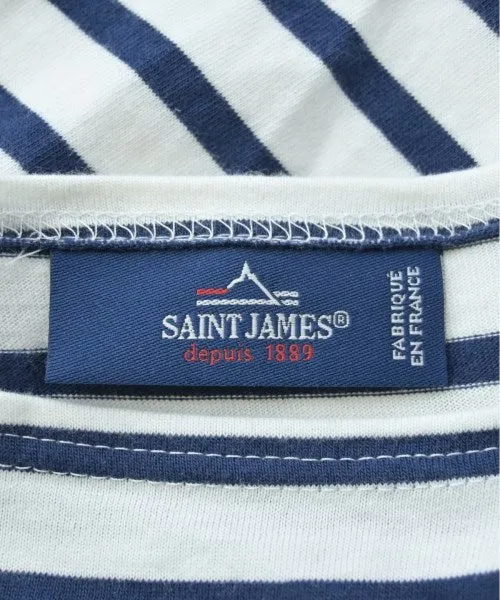 SAINT JAMES®
depuis 1889
FABRIQUÉ
EN FRANCE